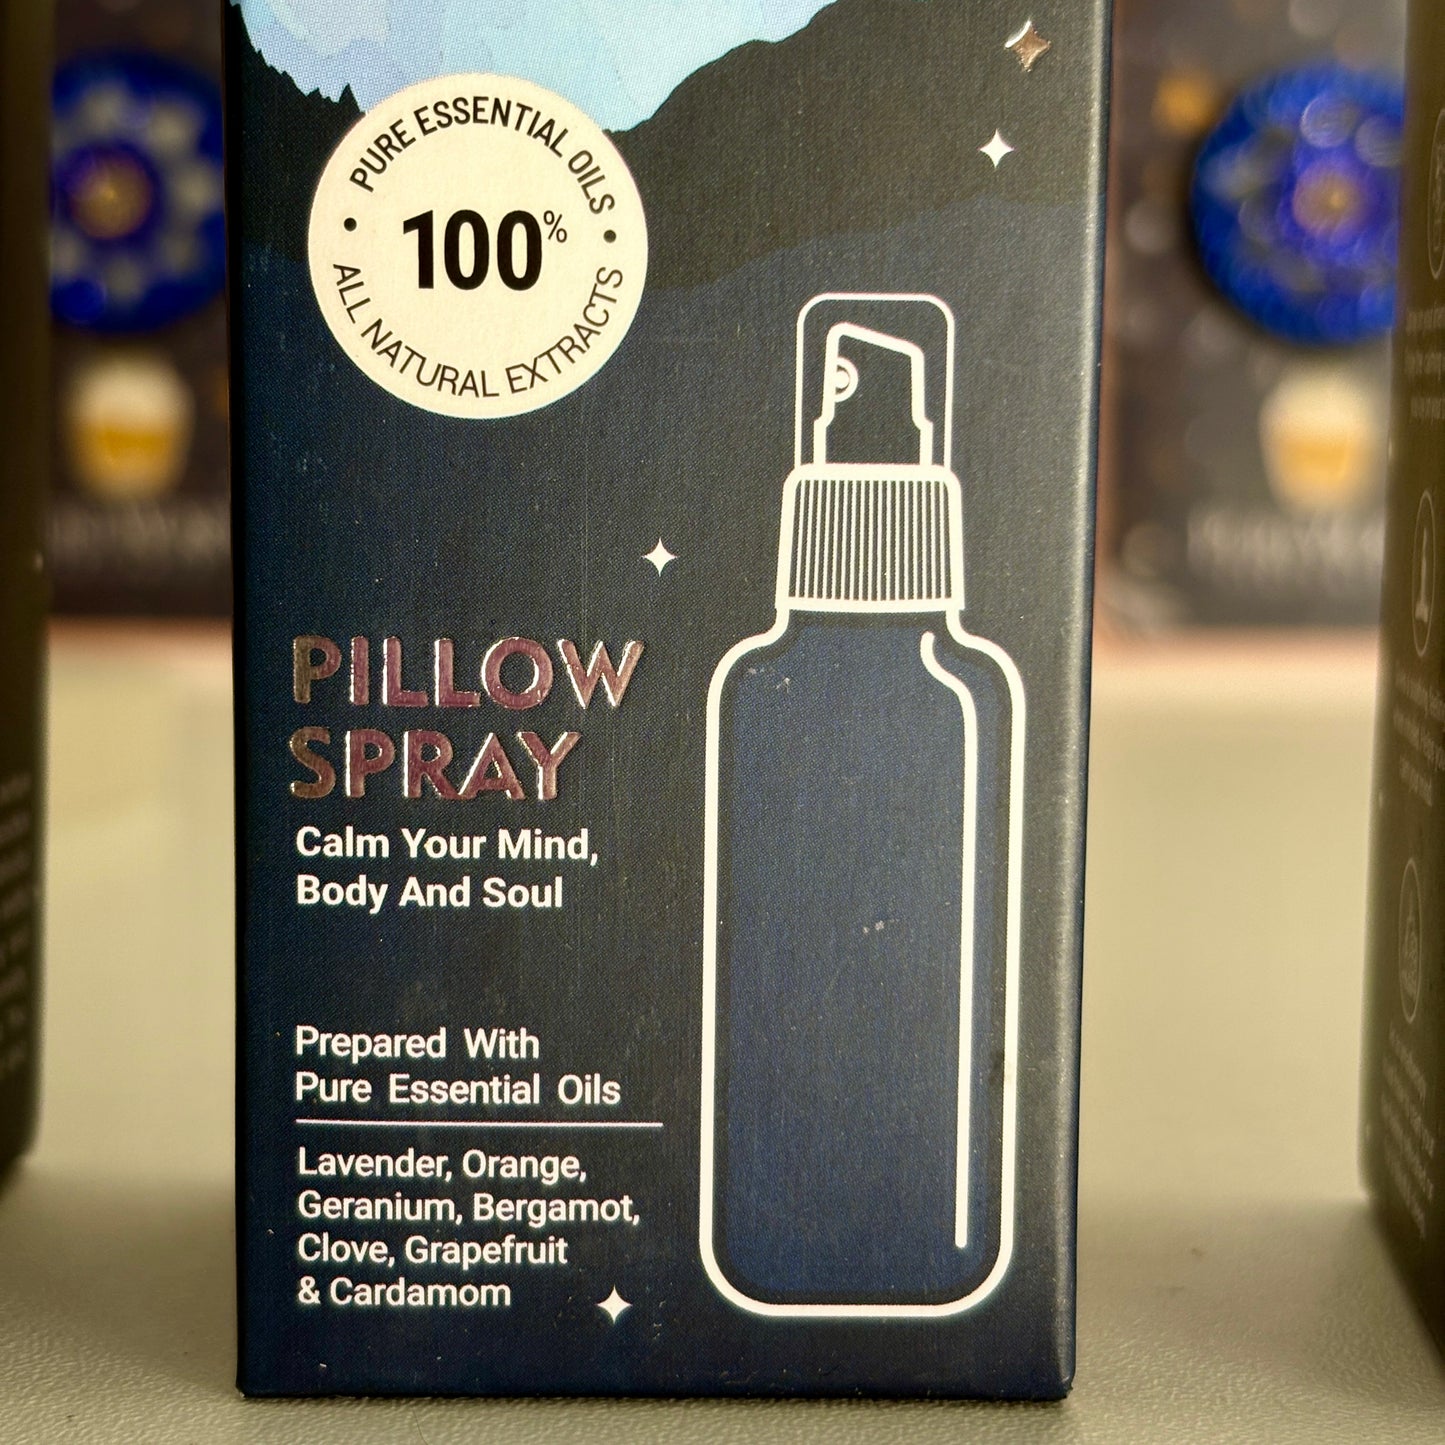 PURE ESSENTIAL OILS
100%
ALL NATURAL EXTRACTS
PILLOW
SPRAY
Calm Your Mind,
Body And Soul
Prepared With
Pure Essential Oils
Lavender, Orange,
Geranium, Bergamot,
Clove, Grapefruit
& Cardamom